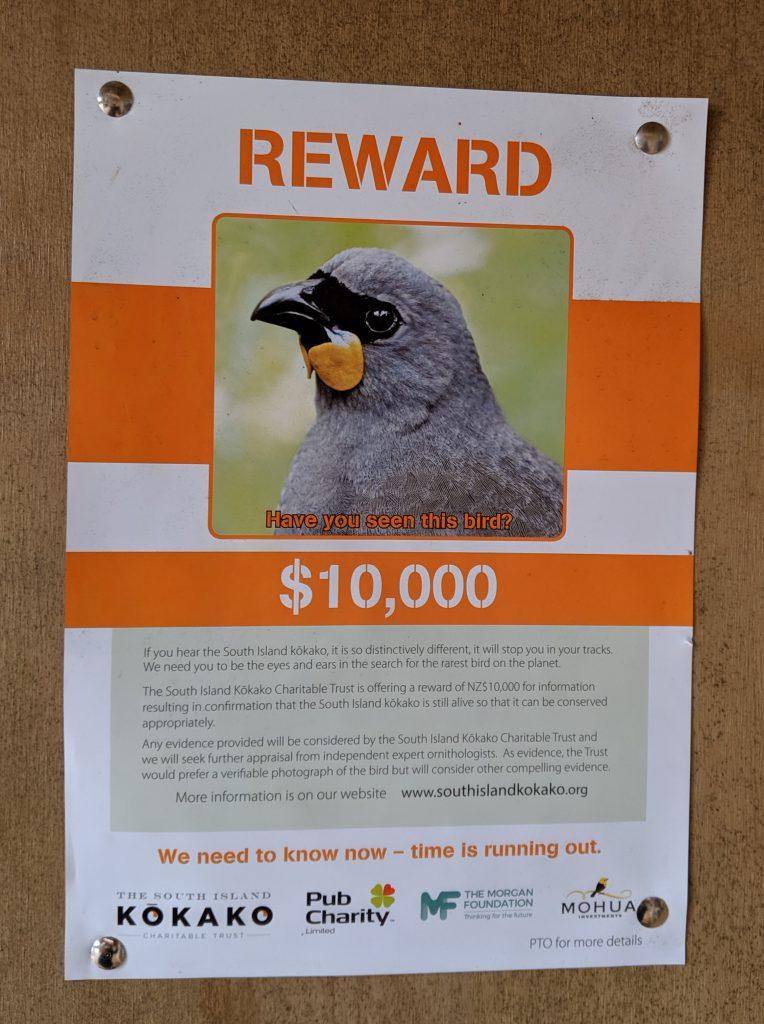 REWARD
Have you seen this bird?
$10,000
If you hear the South Island kōkako, it is so distinctively different, it will stop you in your tracks.
We need you to be the eyes and ears in the search for the rarest bird on the planet.
The South Island Kōkako Charitable Trust is offering a reward of NZ$10,000 for information
resulting in confirmation that the South Island kōkako is still alive so that it can be conserved
appropriately.
Any evidence provided will be considered by the South Island Kōkako Charitable Trust and
we will seek further appraisal from independent expert ornithologists. As evidence, the Trust
would prefer a verifiable photograph of the bird but will consider other compelling evidence.
More information is on our website www.southislandkokako.org
We need to know now – time is running out.
THE SOUTH ISLAND
KŌKAKO
CHARITABLE TRUST
Pub
Charity™
Limited
MF
THE MORGAN
FOUNDATION
Thinking for the future
MOHUA
INVESTMENTS
PTO for more details